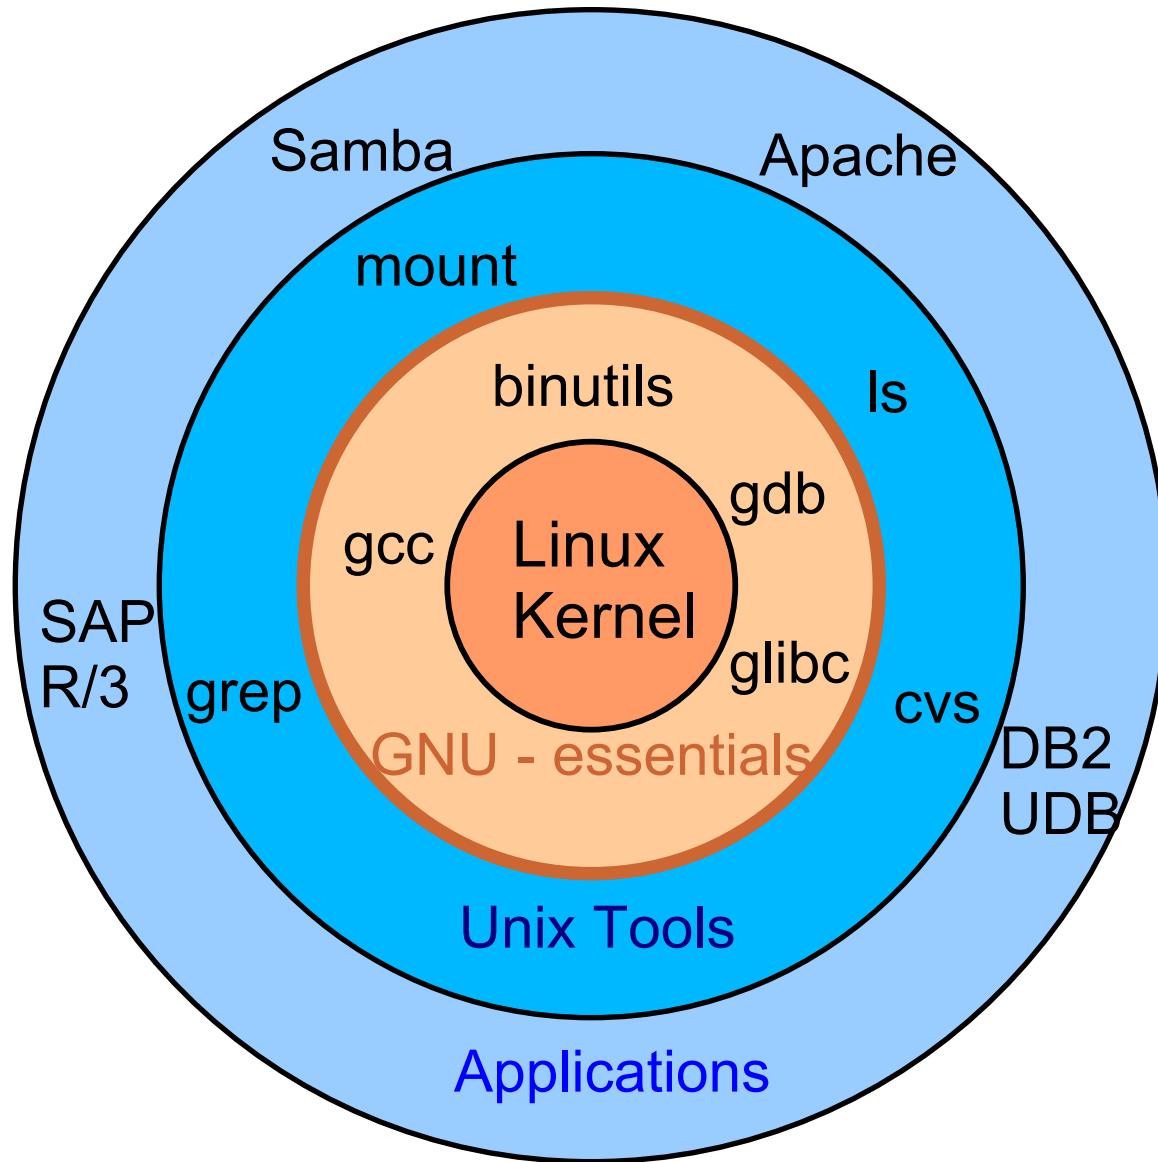 Samba
Apache
mount
binutils
ls
gdb
gcc
Linux
Kernel
SAP
R/3
grep
glibc
cvs
GNU - essentials
DB2
UDB
Unix Tools
Applications